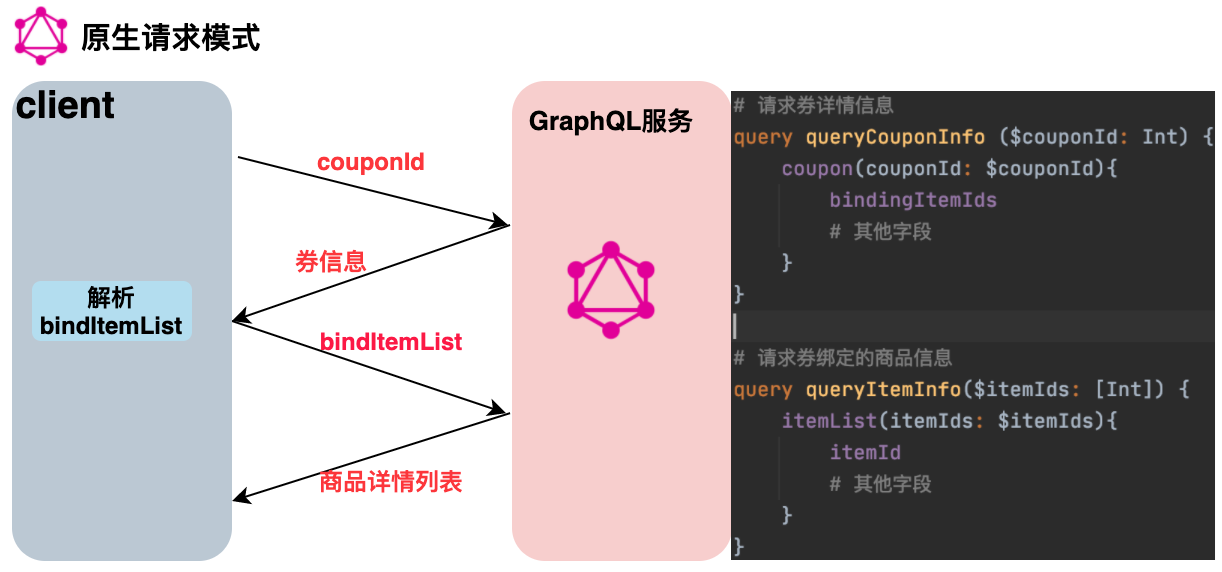 原生请求模式
client
couponId
券信息
解析
bindItemList
bindItemList
商品详情列表
GraphQL服务
# 请求券详情信息
query queryCouponInfo ($couponId: Int) {
    coupon(couponId: $couponId){
        bindingItemIds
        # 其他字段
    }
}
# 请求券绑定的商品信息
query queryItemInfo($itemIds: [Int]) {
    itemList(itemIds: $itemIds){
        itemId
        # 其他字段
    }
}